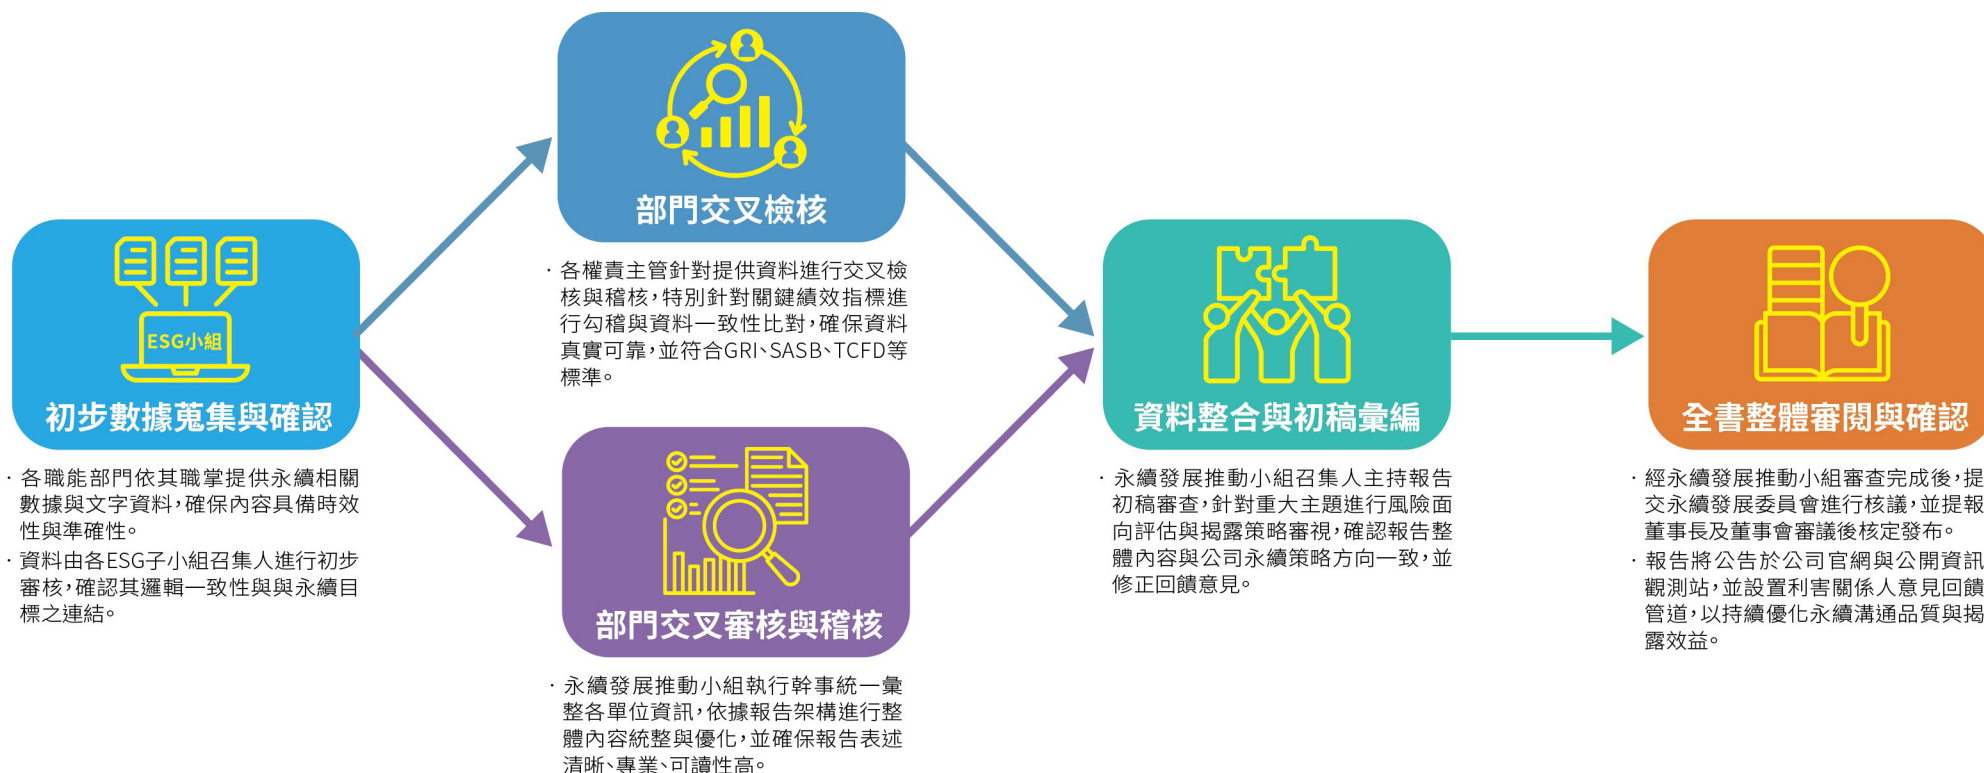 ESG小組
初步數據蒐集與確認
· 各職能部門依其職掌提供永續相關
數據與文字資料，確保內容具備時效
性與準確性。
· 資料由各ESG子小組召集人進行初步
審核，確認其邏輯一致性與與永續目
標之連結。
部門交叉檢核
· 各權責主管針對提供資料進行交叉檢
核與稽核，特別針對關鍵績效指標進
行勾稽與資料一致性比對，確保資料
真實可靠，並符合GRI、SASB、TCFD等
標準。
部門交叉審核與稽核
· 永續發展推動小組執行幹事統一彙
整各單位資訊，依據報告架構進行整
體內容統整與優化，並確保報告表述
清晰、專業、可讀性高。
資料整合與初稿彙編
· 永續發展推動小組召集人主持報告
初稿審查，針對重大主題進行風險面
向評估與揭露策略審視，確認報告整
體內容與公司永續策略方向一致，並
修正回饋意見。
全書整體審閱與確認
· 經永續發展推動小組審查完成後，提
交永續發展委員會進行核議，並提報
董事長及董事會審議後核定發布。
· 報告將公告於公司官網與公開資訊
觀測站，並設置利害關係人意見回饋
管道，以持續優化永續溝通品質與揭
露效益。